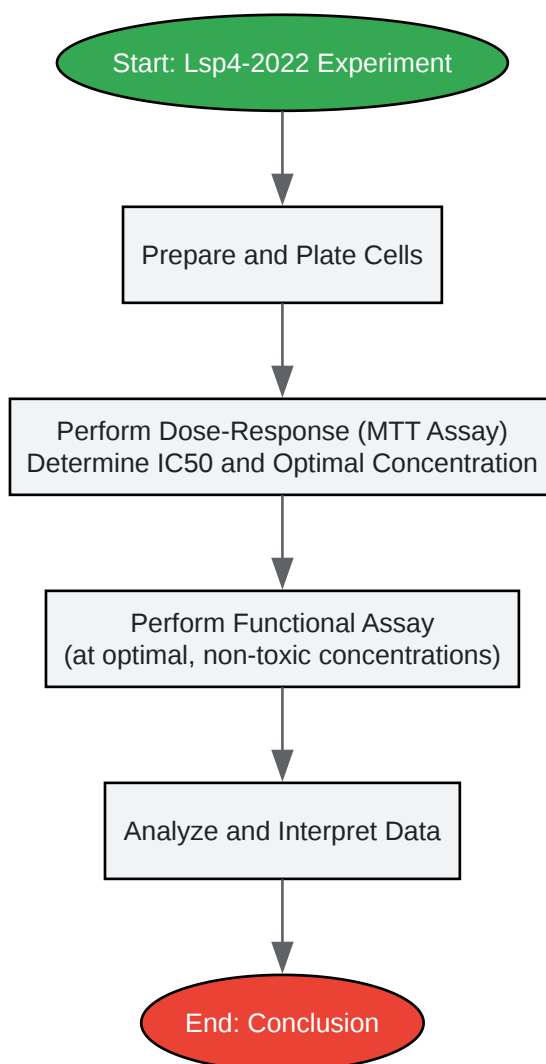 Start: Lsp4-2022 Experiment
Prepare and Plate Cells
Perform Dose-Response (MTT Assay)
Determine IC50 and Optimal Concentration
Perform Functional Assay
(at optimal, non-toxic concentrations)
Analyze and Interpret Data
End: Conclusion